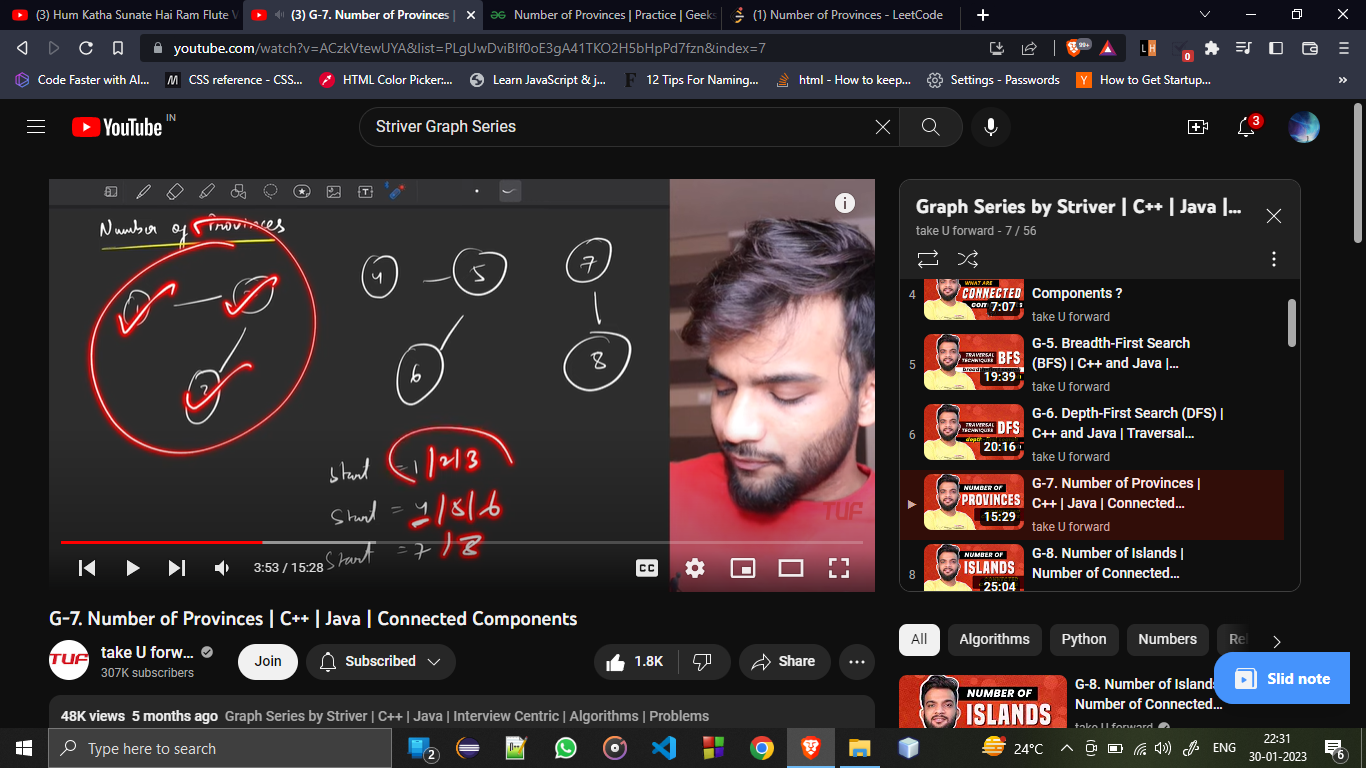 (3) Hum Katha Sunate Hai Ram Flute V
(3) G-7. Number of Provinces |
Number of Provinces | Practice | Geeks
(1) Number of Provinces - LeetCode
youtube.com/watch?v=ACzkVtewUYA&list=PLgUwDviBIf0oE3gA41TKO2H5bHpPd7fzn&index=7
99+
0
Code Faster with AI...
CSS reference - CSS...
HTML Color Picker:...
Learn JavaScript & j...
12 Tips For Naming...
html - How to keep...
Settings - Passwords
How to Get Startup...
YouTube IN
Striver Graph Series
3
Number of Provinces
1
4
5
6
7
8
Start = 1 | 2 | 3
Start = 4 | 5 | 6
Start = 7 | 8
TUF
3:53 / 15:28
CC
Graph Series by Striver | C++ | Java |...
take U forward - 7 / 56
4
WHAT ARE
CONNECTED
7:07
Components ?
take U forward
5
TRAVERSAL
TECHNIQUES
BFS
19:39
G-5. Breadth-First Search
(BFS) | C++ and Java |...
take U forward
6
TRAVERSAL
TECHNIQUES
DFS
20:16
G-6. Depth-First Search (DFS) |
C++ and Java | Traversal...
take U forward
NUMBER OF
PROVINCES
15:29
G-7. Number of Provinces |
C++ | Java | Connected...
take U forward
8
NUMBER OF
ISLANDS
25:04
G-8. Number of Islands |
Number of Connected...
G-7. Number of Provinces | C++ | Java | Connected Components
TUF
take U forw...
307K subscribers
Join
Subscribed
1.8K
Share
48K views 5 months ago Graph Series by Striver | C++ | Java | Interview Centric | Algorithms | Problems
All
Algorithms
Python
Numbers
NUMBER OF
ISLANDS
G-8. Number of Islands
Number of Connected...
take U forward
Slid note
Type here to search
2
24°C
ENG
22:31
30-01-2023
6